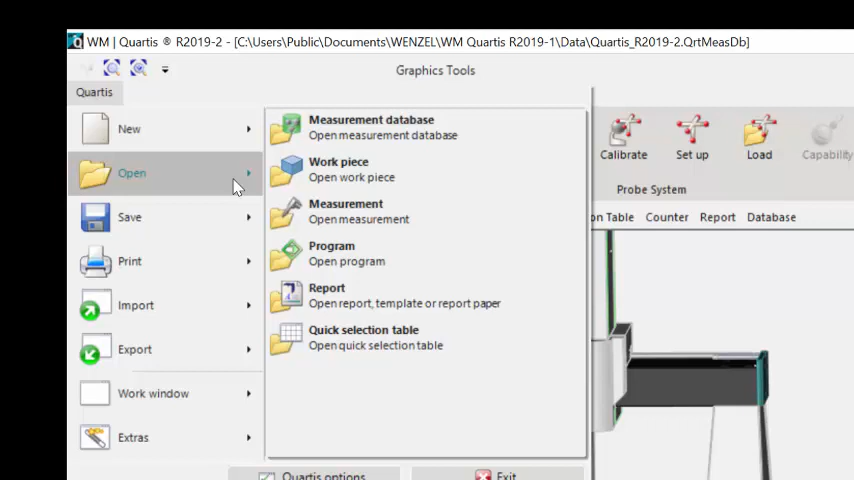 WM | Quartis ® R2019-2 - [C:\Users\Public\Documents\WENZEL\WM Quartis R2019-1\Data\Quartis_R2019-2.QrtMeasDb]
Graphics Tools
Quartis
New
Open
Save
Print
Import
Export
Work window
Extras
Measurement database
Open measurement database
Work piece
Open work piece
Measurement
Open measurement
Program
Open program
Report
Open report, template or report paper
Quick selection table
Open quick selection table
Quartis options
Exit
Calibrate
Set up
Load
Capability
Probe System
on Table
Counter
Report
Database